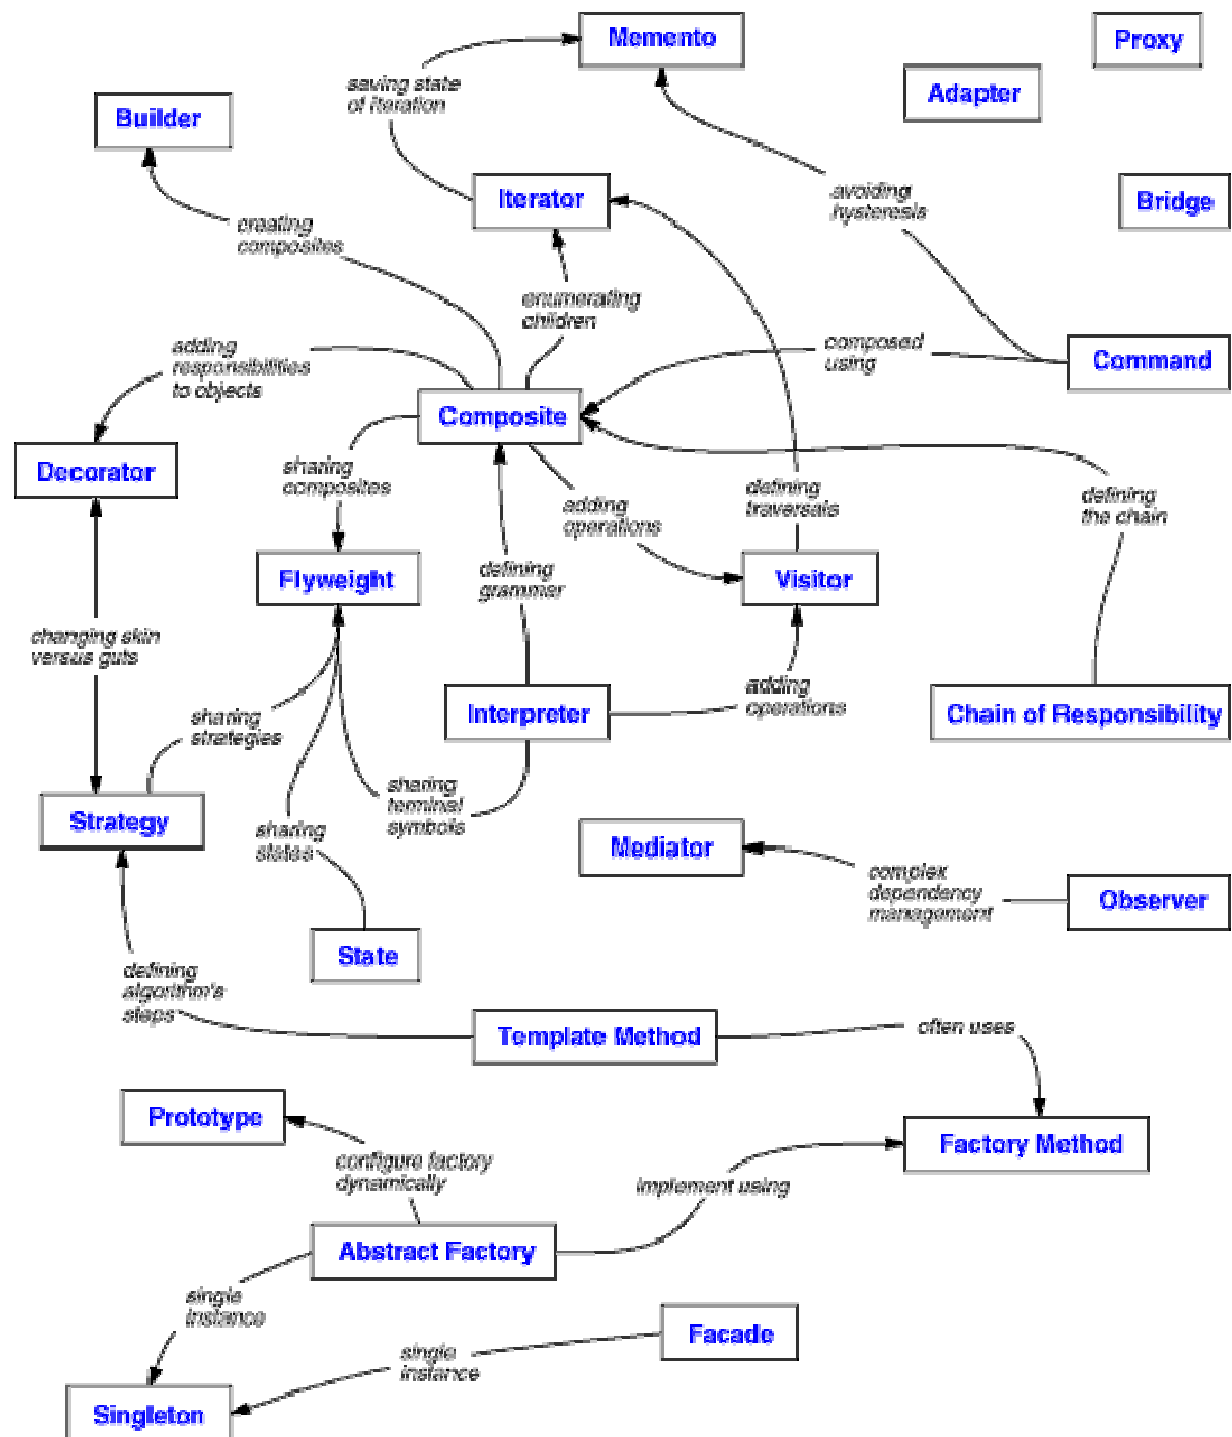 Memento
Proxy
Adapter
saving state
of iteration
Builder
Iterator
avoiding
hysteresis
Bridge
creating
composites
enumerating
children
adding
responsibilities
to objects
composed
using
Command
Composite
Decorator
sharing
composites
adding
operations
defining
traversals
defining
the chain
Flyweight
defining
grammer
Visitor
changing skin
versus guts
sharing
strategies
Interpreter
adding
operations
Chain of Responsibility
sharing
terminal
symbols
Strategy
sharing
states
Mediator
complex
dependency
management
Observer
State
defining
algorithm's
steps
Template Method
often uses
Prototype
configure factory
dynamically
Factory Method
implement using
Abstract Factory
single
instance
Facade
single
instance
Singleton